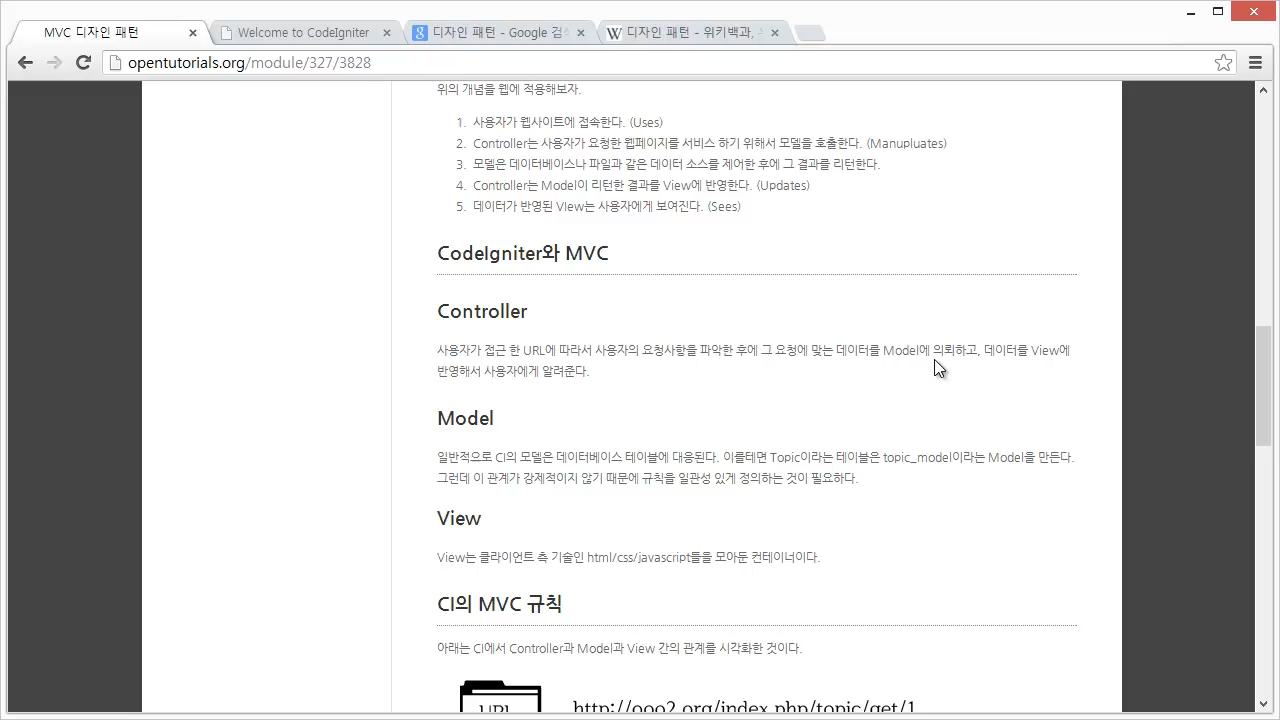 MVC 디자인 패턴
Welcome to CodeIgniter
디자인 패턴 - Google 검
디자인 패턴 - 위키백과,
opentutorials.org/module/327/3828
위의 개념을 웹에 적용해보자.
1. 사용자가 웹사이트에 접속한다. (Uses)
2. Controller는 사용자가 요청한 웹페이지를 서비스 하기 위해서 모델을 호출한다. (Manupluates)
3. 모델은 데이터베이스나 파일과 같은 데이터 소스를 제어한 후에 그 결과를 리턴한다.
4. Controller는 Model이 리턴한 결과를 View에 반영한다. (Updates)
5. 데이터가 반영된 VIew는 사용자에게 보여진다. (Sees)
CodeIgniter와 MVC
Controller
사용자가 접근 한 URL에 따라서 사용자의 요청사항을 파악한 후에 그 요청에 맞는 데이터를 Model에 의뢰하고, 데이터를 View에
반영해서 사용자에게 알려준다.
Model
일반적으로 CI의 모델은 데이터베이스 테이블에 대응된다. 이를테면 Topic이라는 테이블은 topic_model이라는 Model을 만든다.
그런데 이 관계가 강제적이지 않기 때문에 규칙을 일관성 있게 정의하는 것이 필요하다.
View
View는 클라이언트 측 기술인 html/css/javascript들을 모아둔 컨테이너이다.
CI의 MVC 규칙
아래는 CI에서 Controller과 Model과 View 간의 관계를 시각화한 것이다.
URL
http://ooo2.org/index.php/topic/get/1